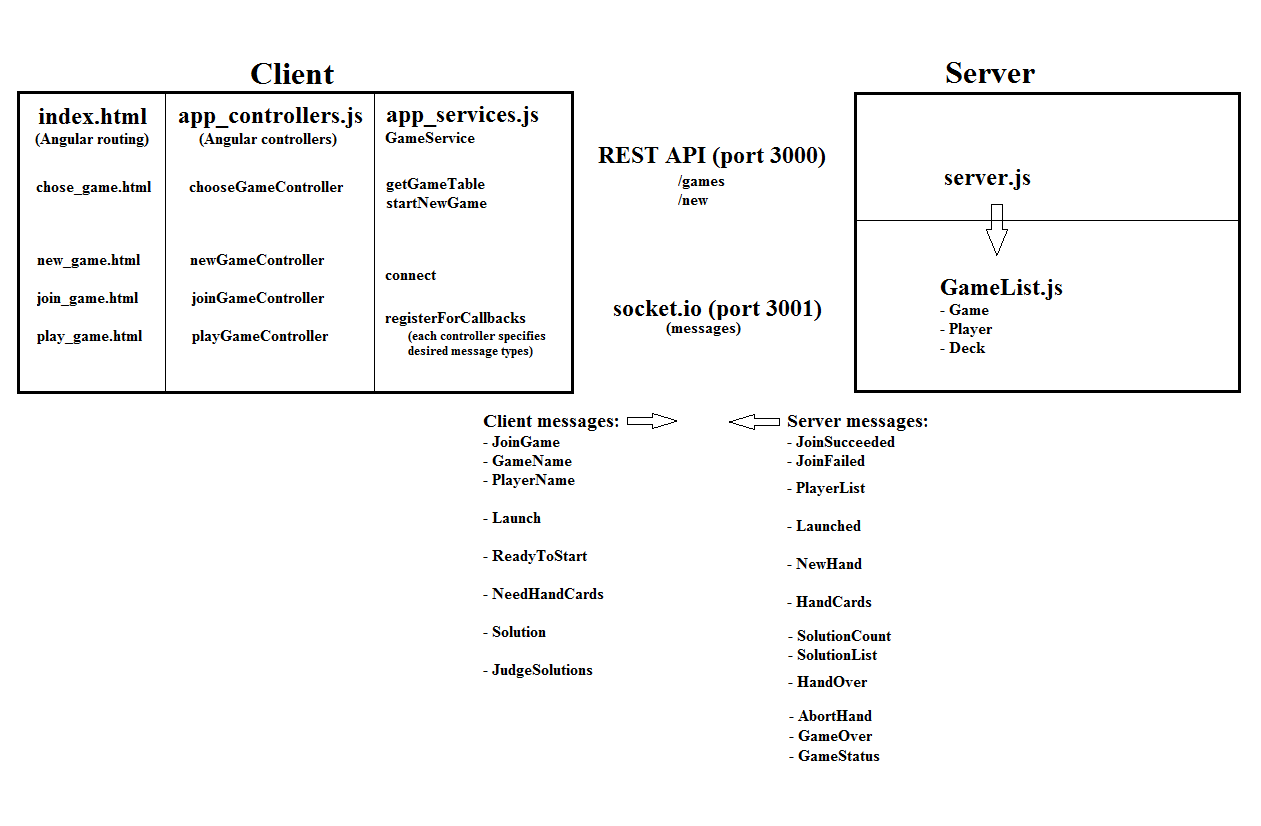 Client
index.html
(Angular routing)
chose_game.html
new_game.html
join_game.html
play_game.html
app_controllers.js
(Angular controllers)
chooseGameController
newGameController
joinGameController
playGameController
app_services.js
GameService
getGameTable
startNewGame
connect
registerForCallbacks
(each controller specifies
desired message types)
REST API (port 3000)
/games
/new
socket.io (port 3001)
(messages)
Server
server.js
GameList.js
- Game
- Player
- Deck
Client messages:
- JoinGame
- GameName
- PlayerName
- Launch
- ReadyToStart
- NeedHandCards
- Solution
- JudgeSolutions
Server messages:
- JoinSucceeded
- JoinFailed
- PlayerList
- Launched
- NewHand
- HandCards
- SolutionCount
- SolutionList
- HandOver
- AbortHand
- GameOver
- GameStatus